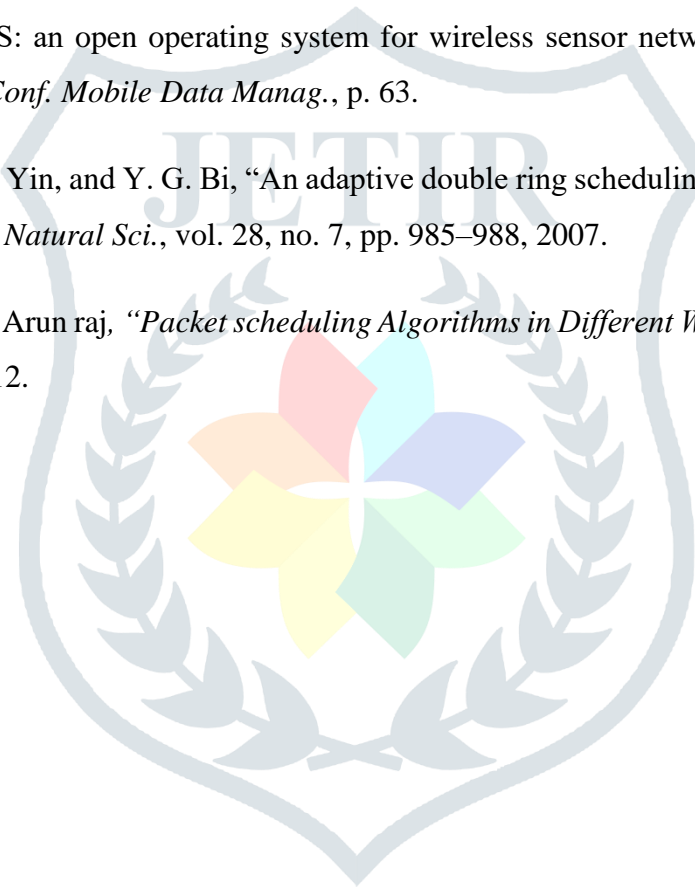 S: an open operating system for wireless sensor netw
Conf. Mobile Data Manag., p. 63.
JETIR
Yin, and Y. G. Bi, “An adaptive double ring schedulin
Natural Sci., vol. 28, no. 7, pp. 985–988, 2007.
Arun raj, “Packet scheduling Algorithms in Different W
12.